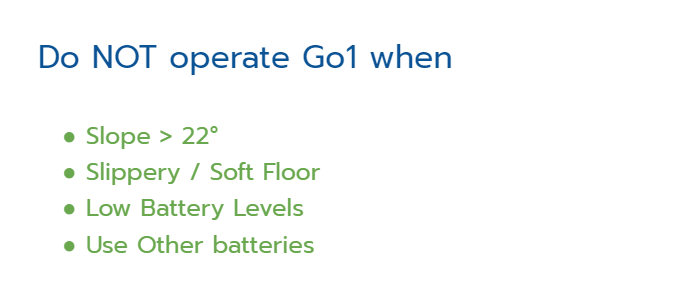 Do NOT operate Go1 when
● Slope > 22°
● Slippery / Soft Floor
● Low Battery Levels
● Use Other batteries